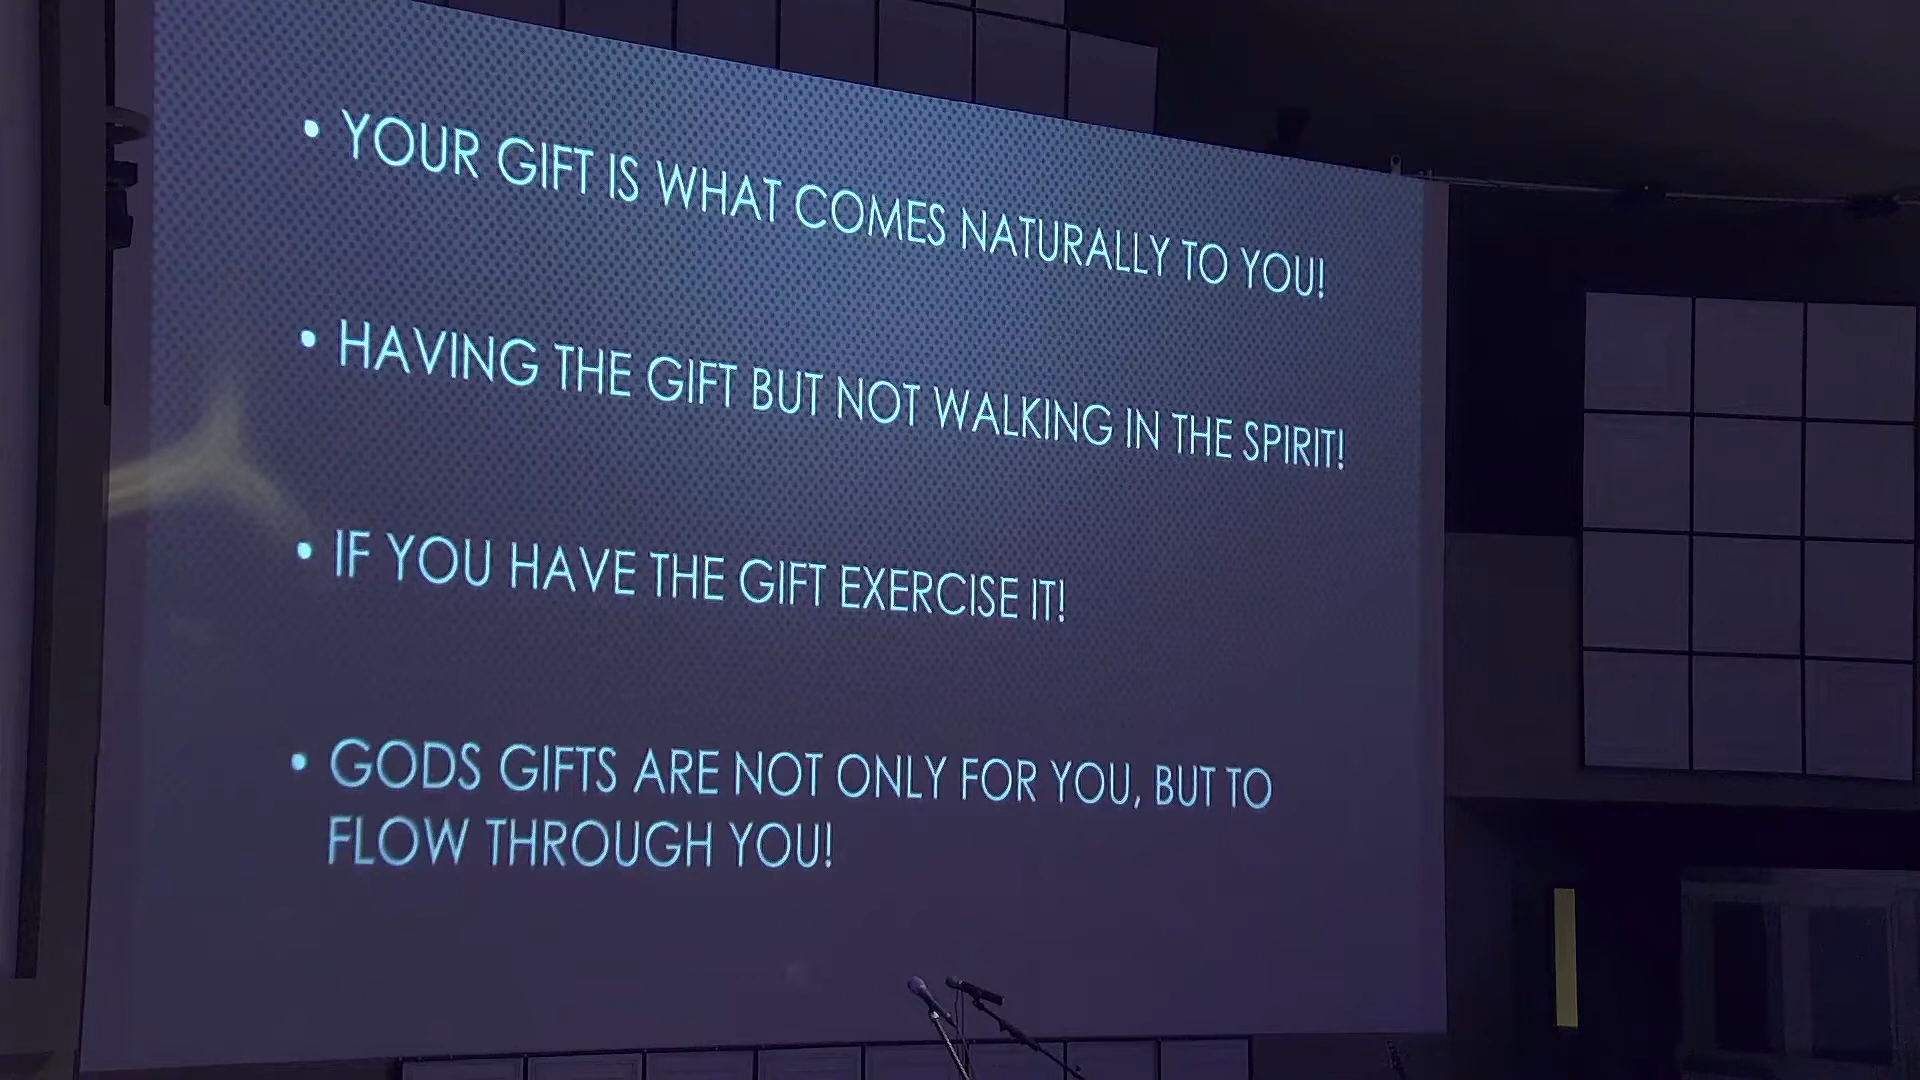 • YOUR GIFT IS WHAT COMES NATURALLY TO YOU!
• HAVING THE GIFT BUT NOT WALKING IN THE SPIRIT!
• IF YOU HAVE THE GIFT EXERCISE IT!
• GODS GIFTS ARE NOT ONLY FOR YOU, BUT TO
FLOW THROUGH YOU!